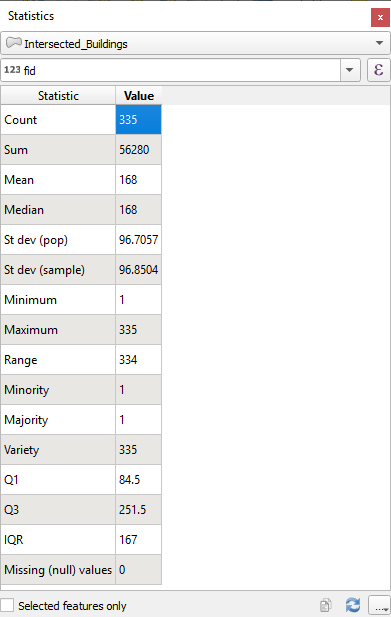 Statistics
x
Intersected_Buildings
123 fid
ε
Statistic Value
Count 335
Sum 56280
Mean 168
Median 168
St dev (pop) 96.7057
St dev (sample) 96.8504
Minimum 1
Maximum 335
Range 334
Minority 1
Majority 1
Variety 335
Q1 84.5
Q3 251.5
IQR 167
Missing (null) values 0
Selected features only
...